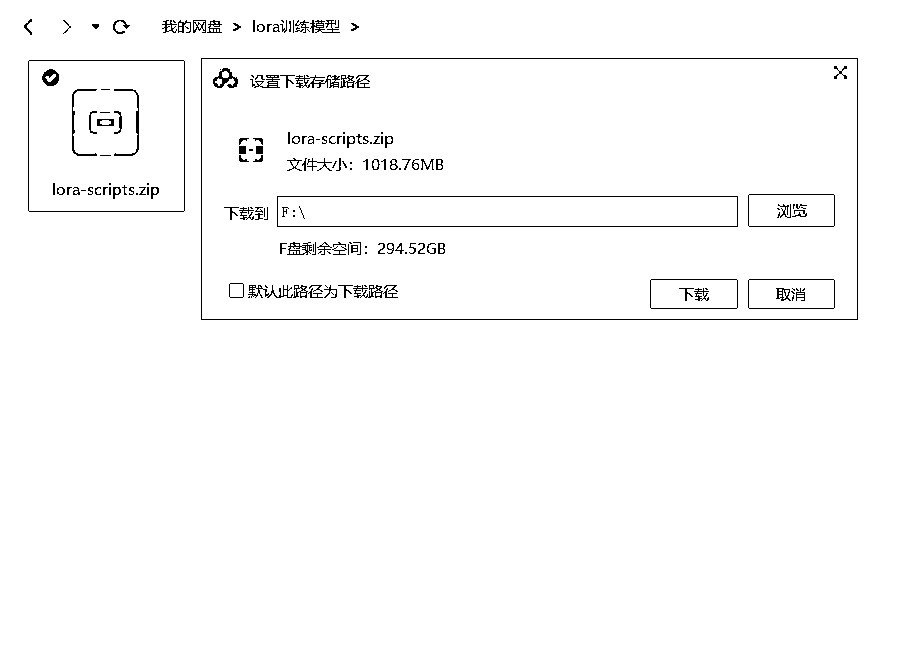 我的网盘 > lora训练模型 >
lora-scripts.zip
设置下载存储路径
lora-scripts.zip
文件大小：1018.76MB
下载到 F:\ 浏览
F盘剩余空间：294.52GB
默认此路径为下载路径
下载 取消